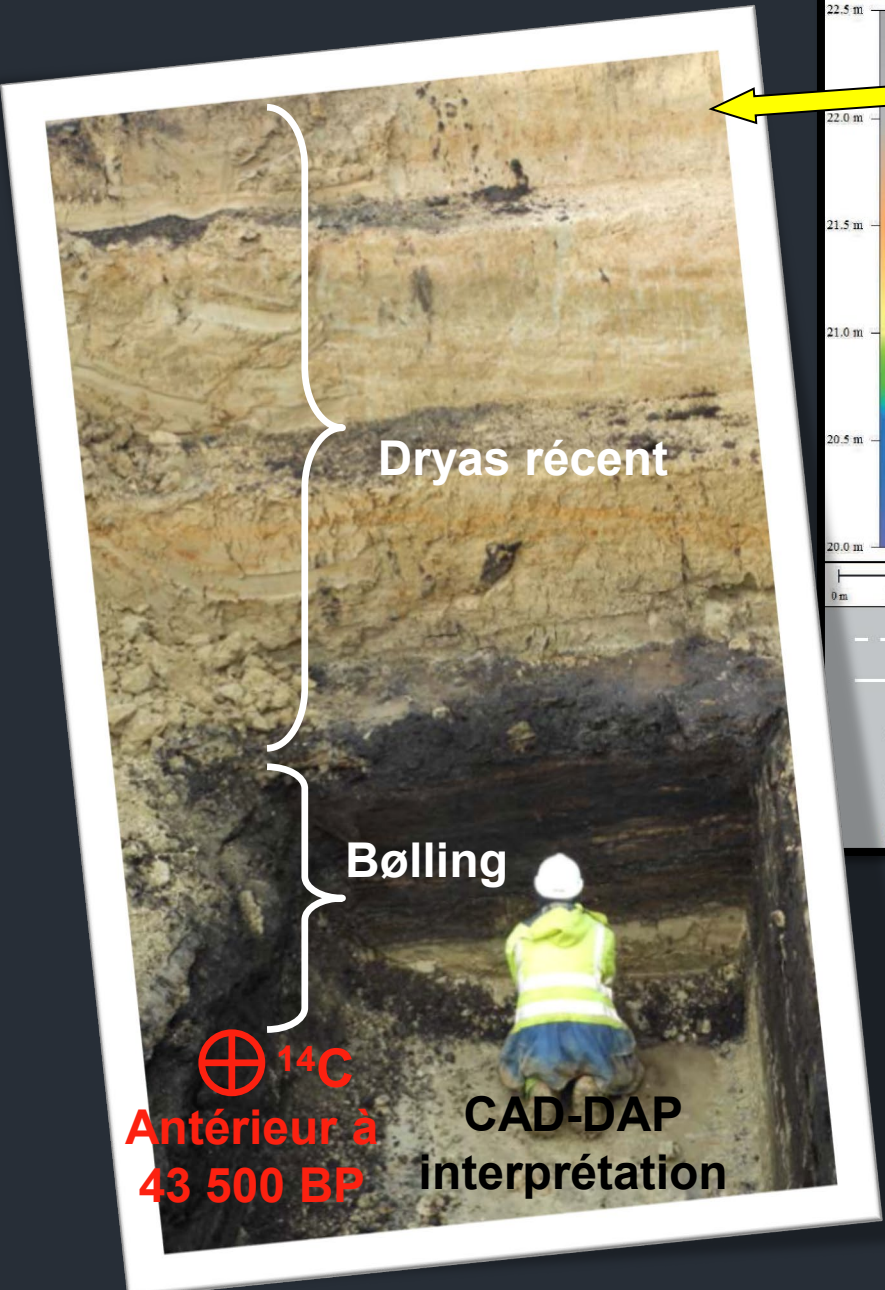 22.5 m
22.0 m
21.5 m
21.0 m
20.5 m
20.0 m
0 m
Dryas récent
Bølling
14C
Antérieur à
43 500 BP
CAD-DAP
interprétation